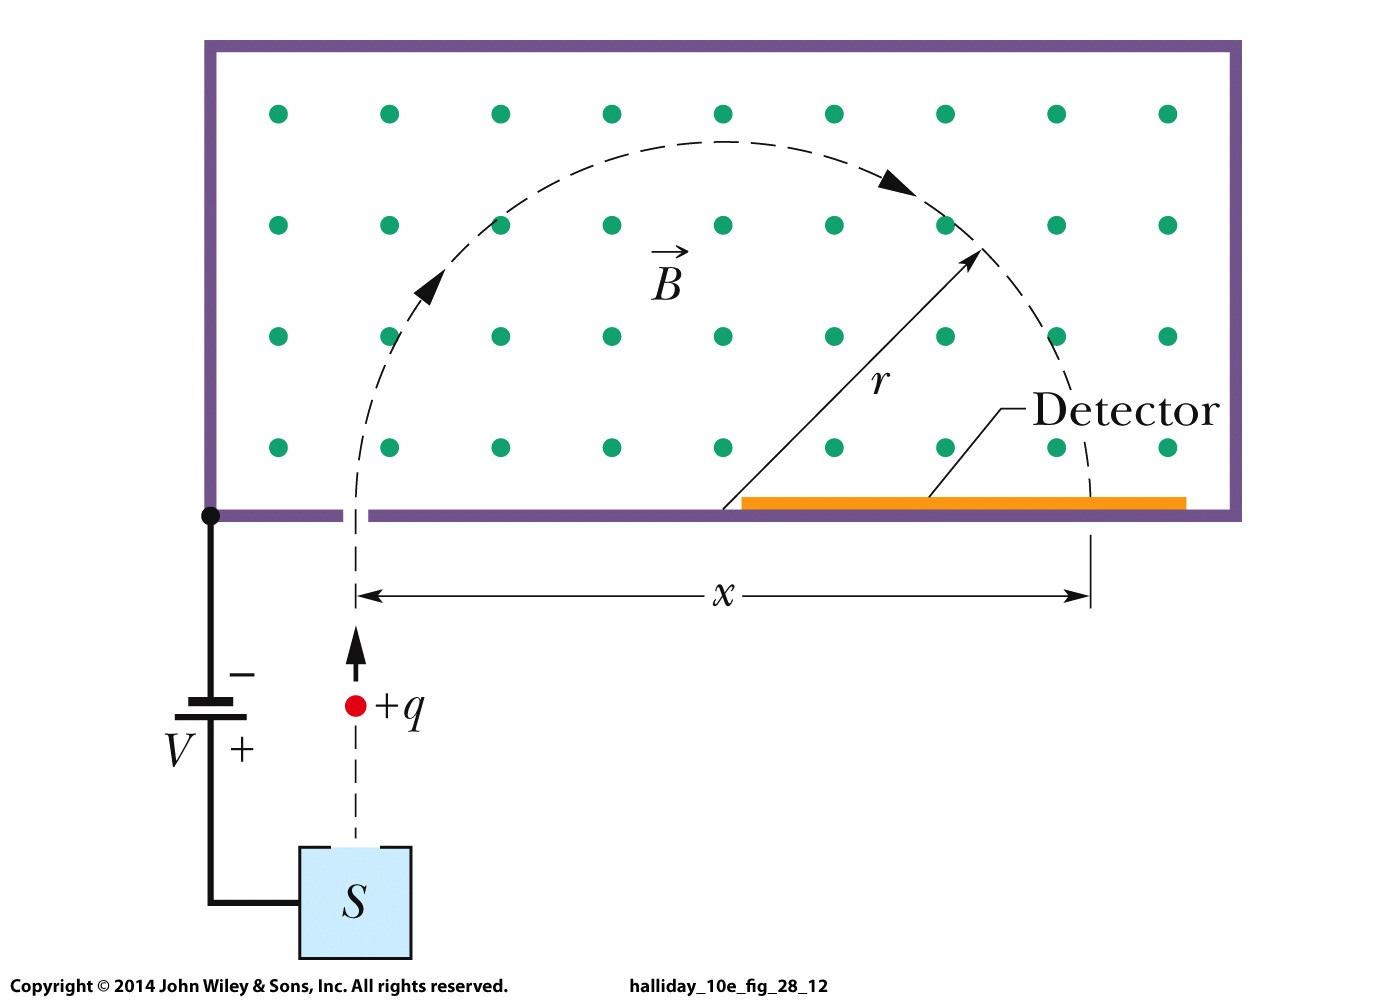 B
r
Detector
x
−
+q
V
+
S
Copyright © 2014 John Wiley & Sons, Inc. All rights reserved.
halliday_10e_fig_28_12